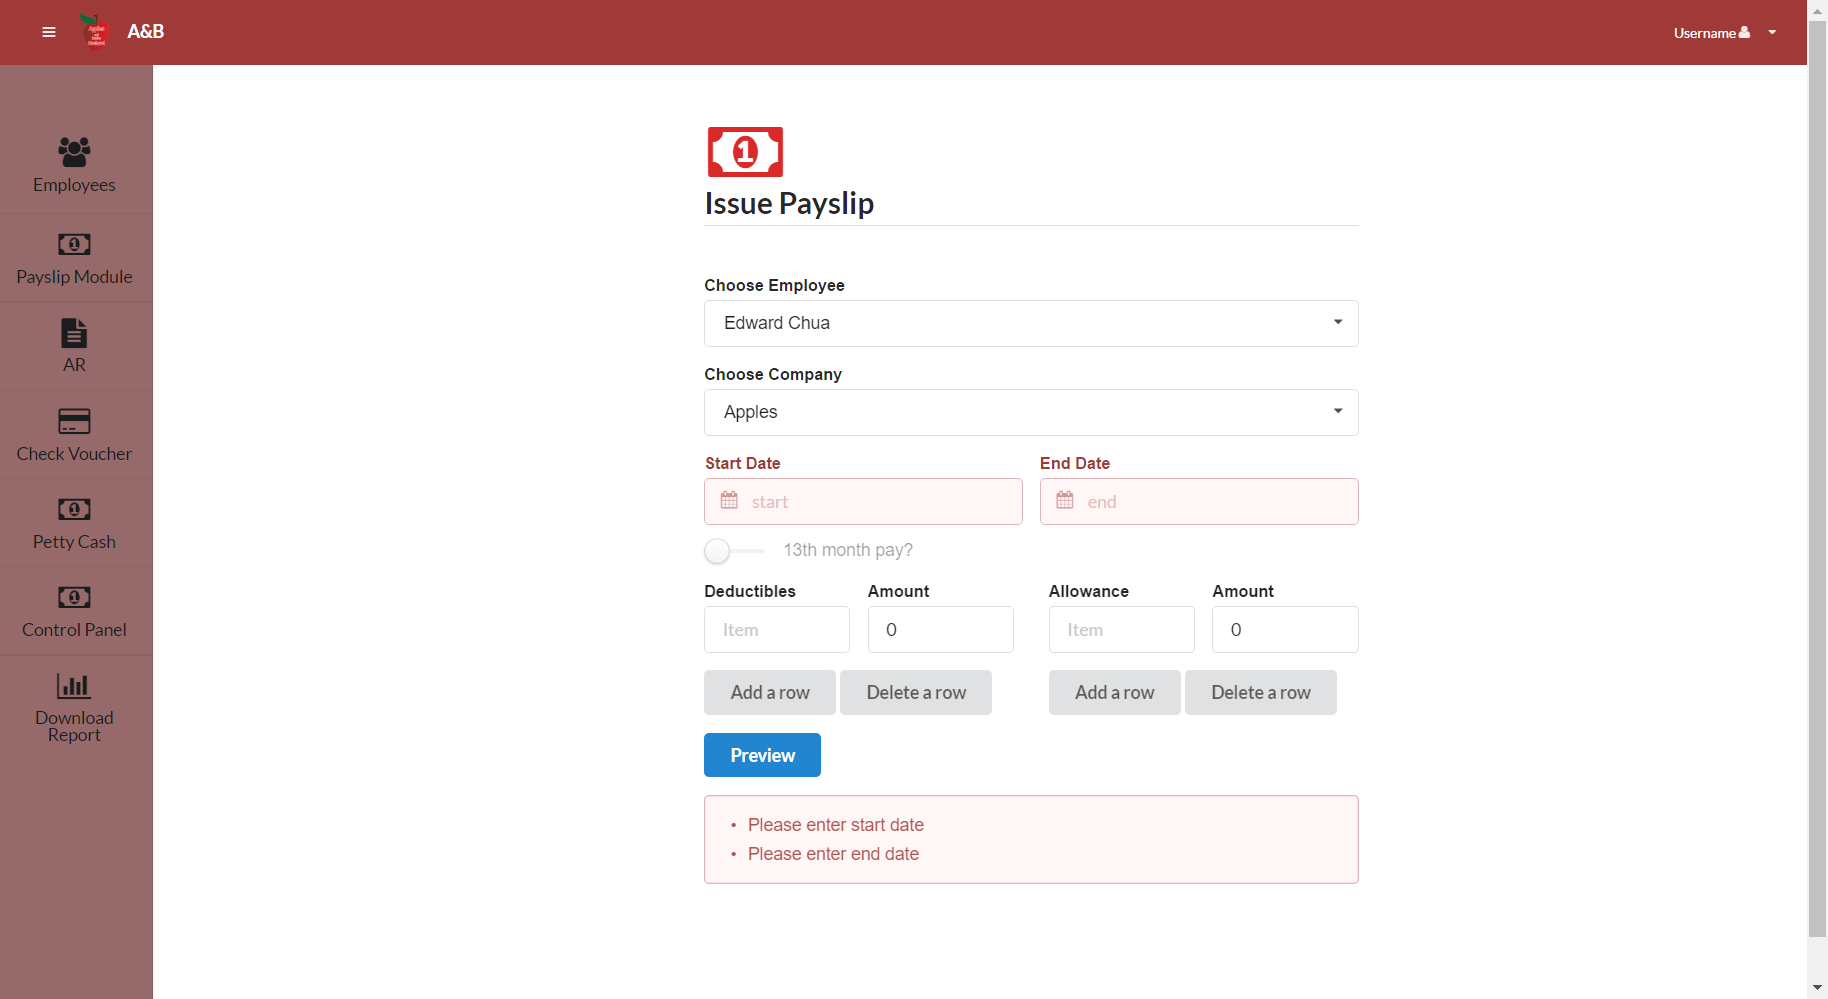 A&B
Username
Employees
Payslip Module
AR
Check Voucher
Petty Cash
Control Panel
Download
Report
Issue Payslip
Choose Employee
Edward Chua
Choose Company
Apples
Start Date End Date
start end
13th month pay?
Deductibles Amount Allowance Amount
Item 0 Item 0
Add a row Delete a row Add a row Delete a row
Preview
• Please enter start date
• Please enter end date